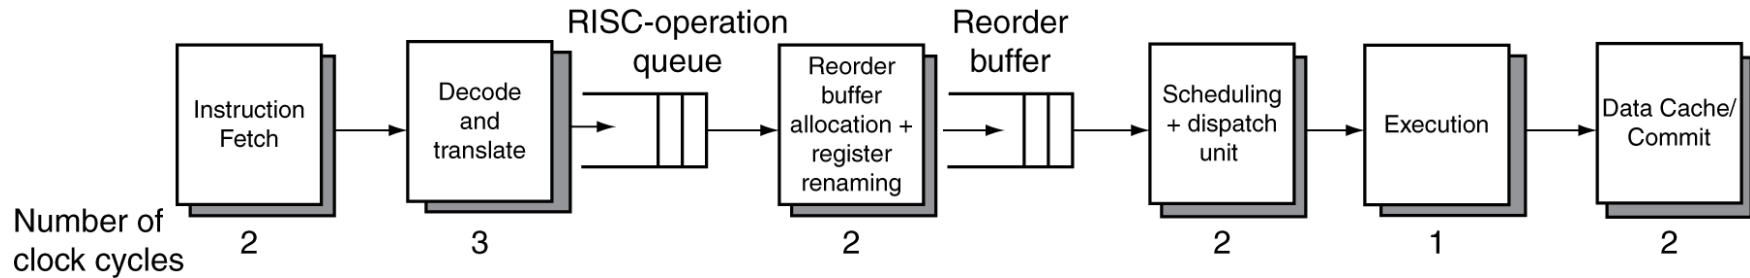 RISC-operation
queue
Reorder
buffer
Instruction
Fetch
Decode
and
translate
Reorder
buffer
allocation +
register
renaming
Scheduling
+ dispatch
unit
Execution
Data Cache/
Commit
Number of
clock cycles
2
3
2
2
1
2